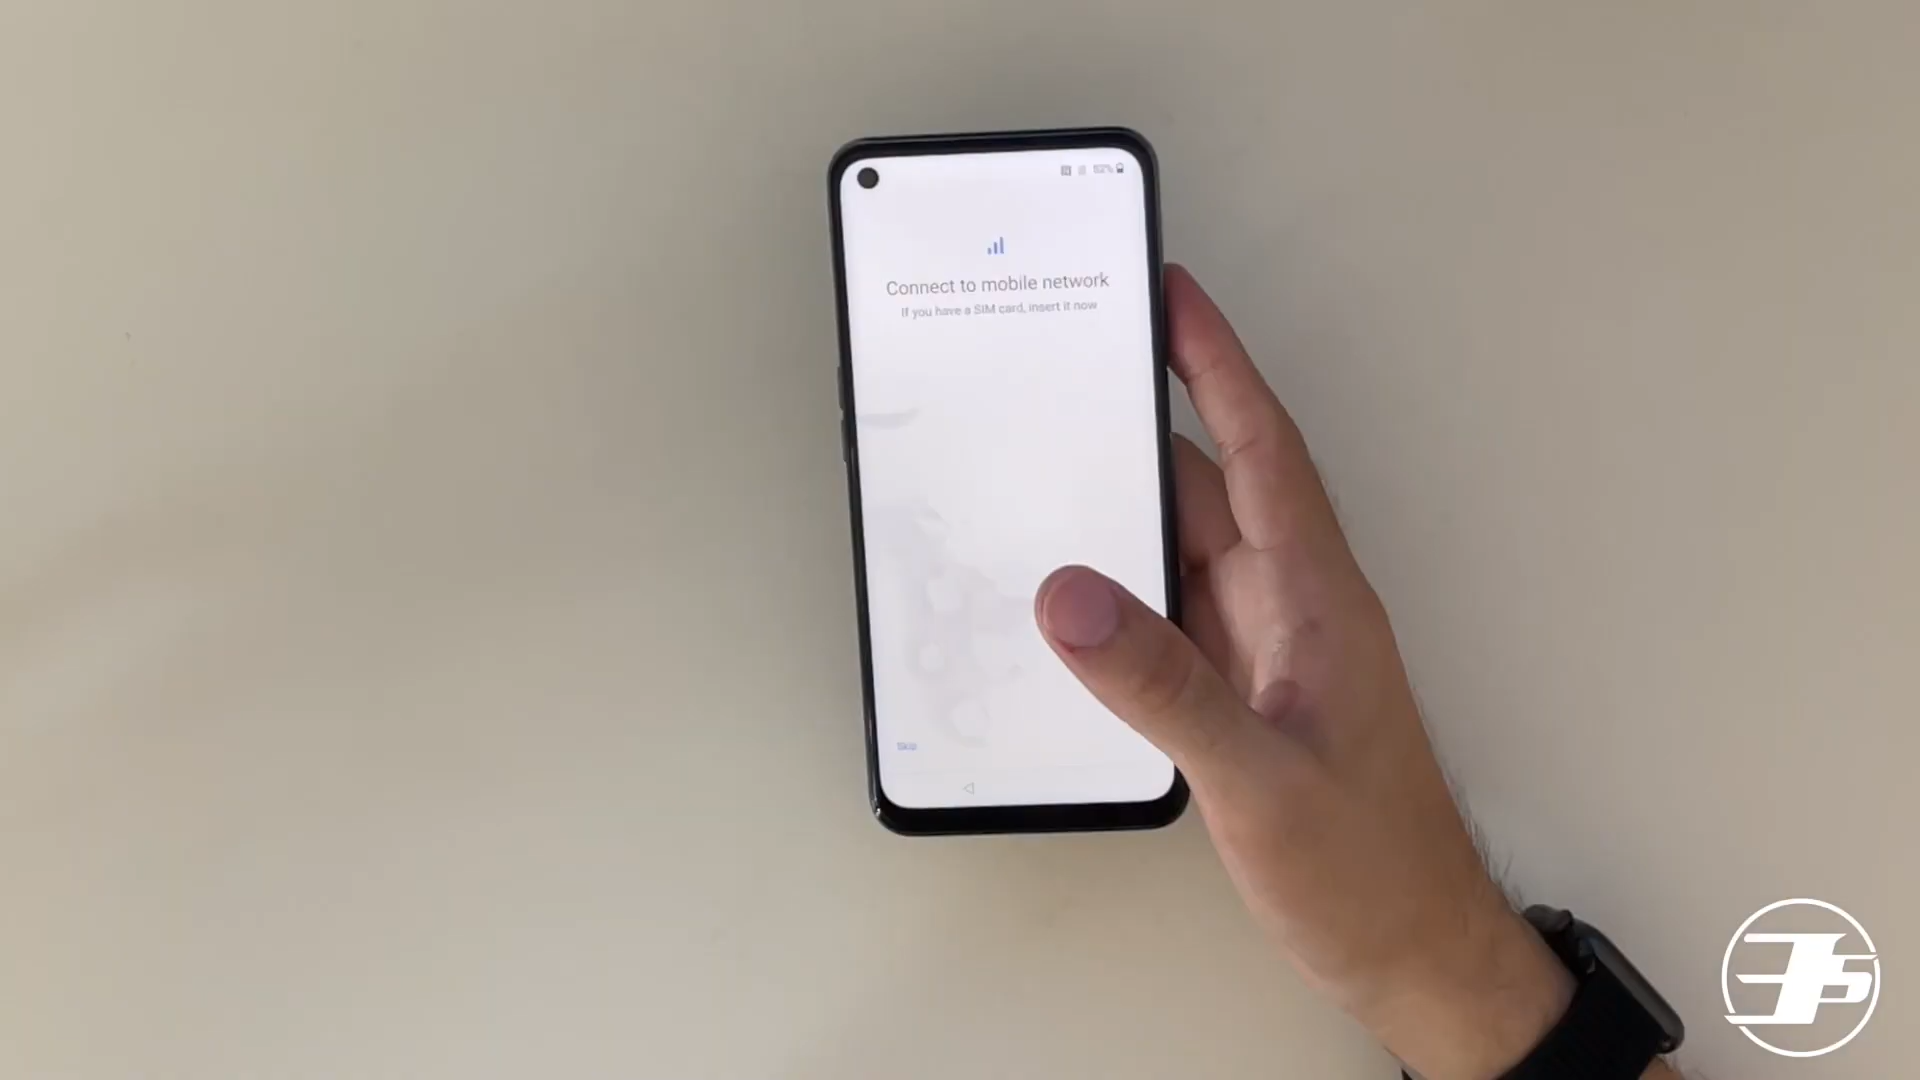 Connect to mobile network
If you have a SIM card, insert it now
Skip